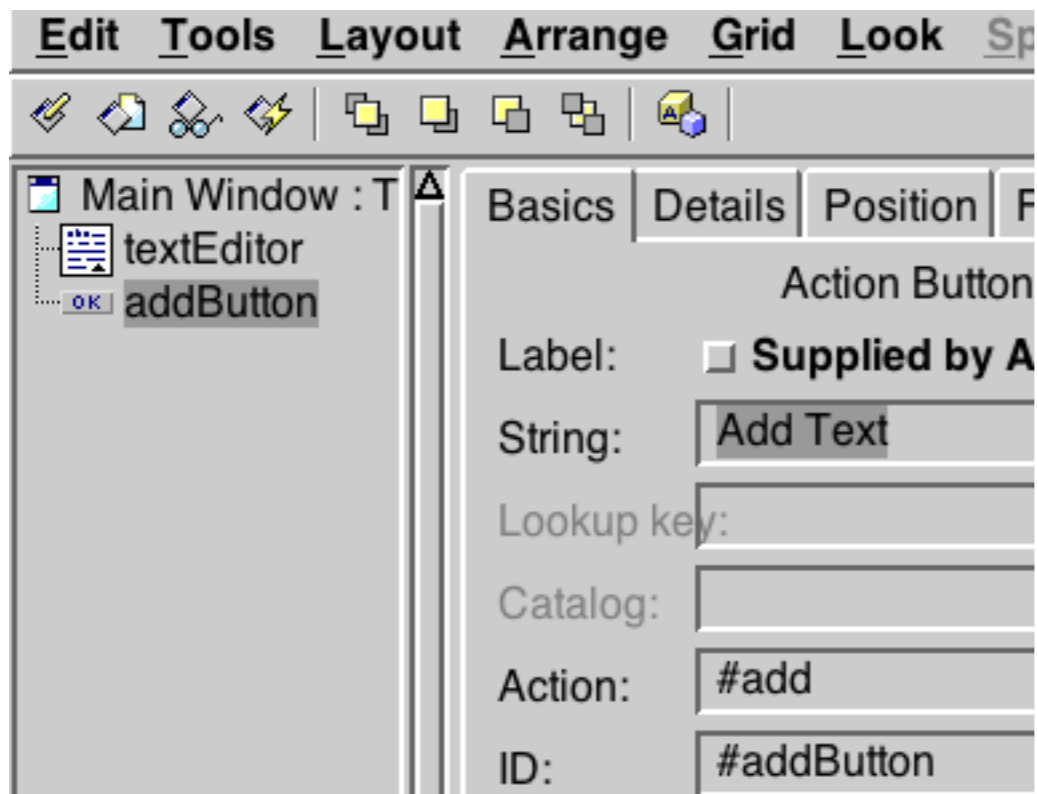 Edit Tools Layout Arrange Grid Look Sp
Main Window : T
textEditor
OK addButton
Basics Details Position F
Action Button
Label: Supplied by A
String: Add Text
Lookup key:
Catalog:
Action: #add
ID: #addButton